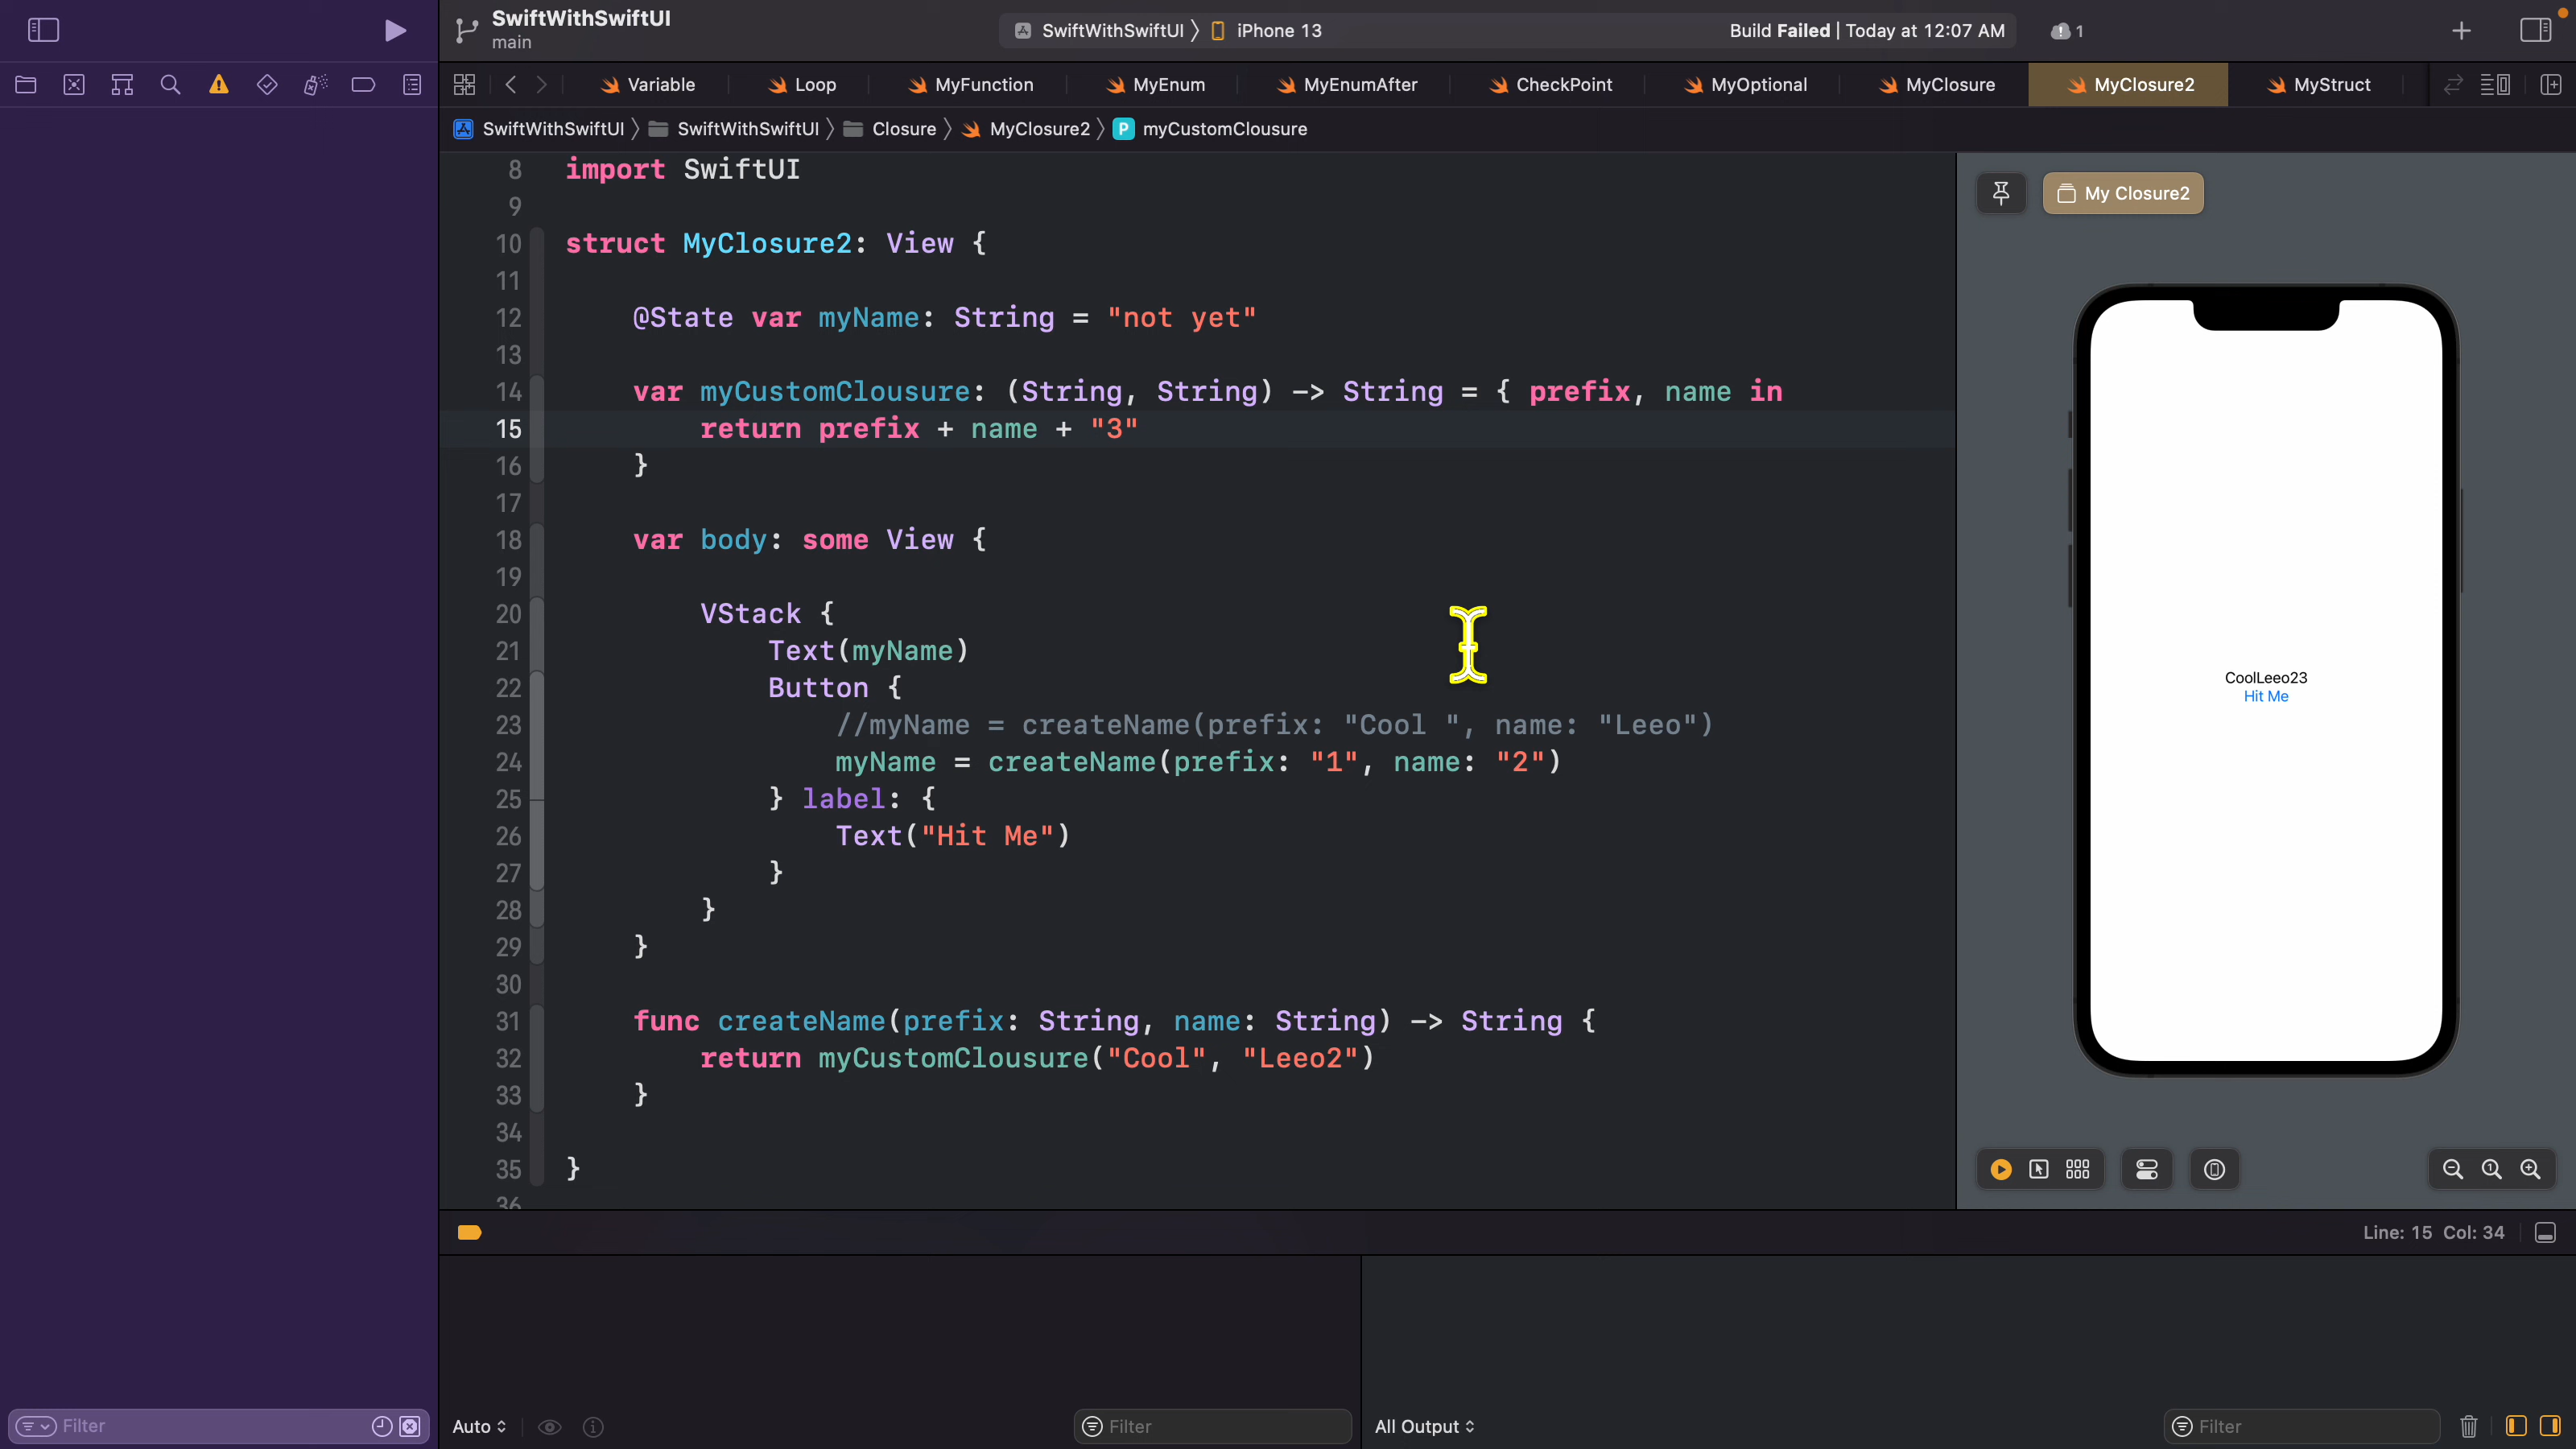 SwiftWithSwiftUI
main
SwiftWithSwiftUI 〉 iPhone 13
Build Failed | Today at 12:07 AM
1
Variable
Loop
MyFunction
MyEnum
MyEnumAfter
CheckPoint
MyOptional
MyClosure
MyClosure2
MyStruct
SwiftWithSwiftUI 〉 SwiftWithSwiftUI 〉 Closure 〉 MyClosure2 〉 P myCustomClousure
8 import SwiftUI
9
10 struct MyClosure2: View {
11
12 @State var myName: String = "not yet"
13
14 var myCustomClousure: (String, String) -> String = { prefix, name in
15 return prefix + name + "3"
16 }
17
18 var body: some View {
19
20 VStack {
21 Text(myName)
22 Button {
23 //myName = createName(prefix: "Cool ", name: "Leeo")
24 myName = createName(prefix: "1", name: "2")
25 } label: {
26 Text("Hit Me")
27 }
28 }
29 }
30
31 func createName(prefix: String, name: String) -> String {
32 return myCustomClousure("Cool", "Leeo2")
33 }
34
35 }
36
My Closure2
CoolLeeo23
Hit Me
Line: 15 Col: 34
Filter
Auto
Filter
All Output
Filter